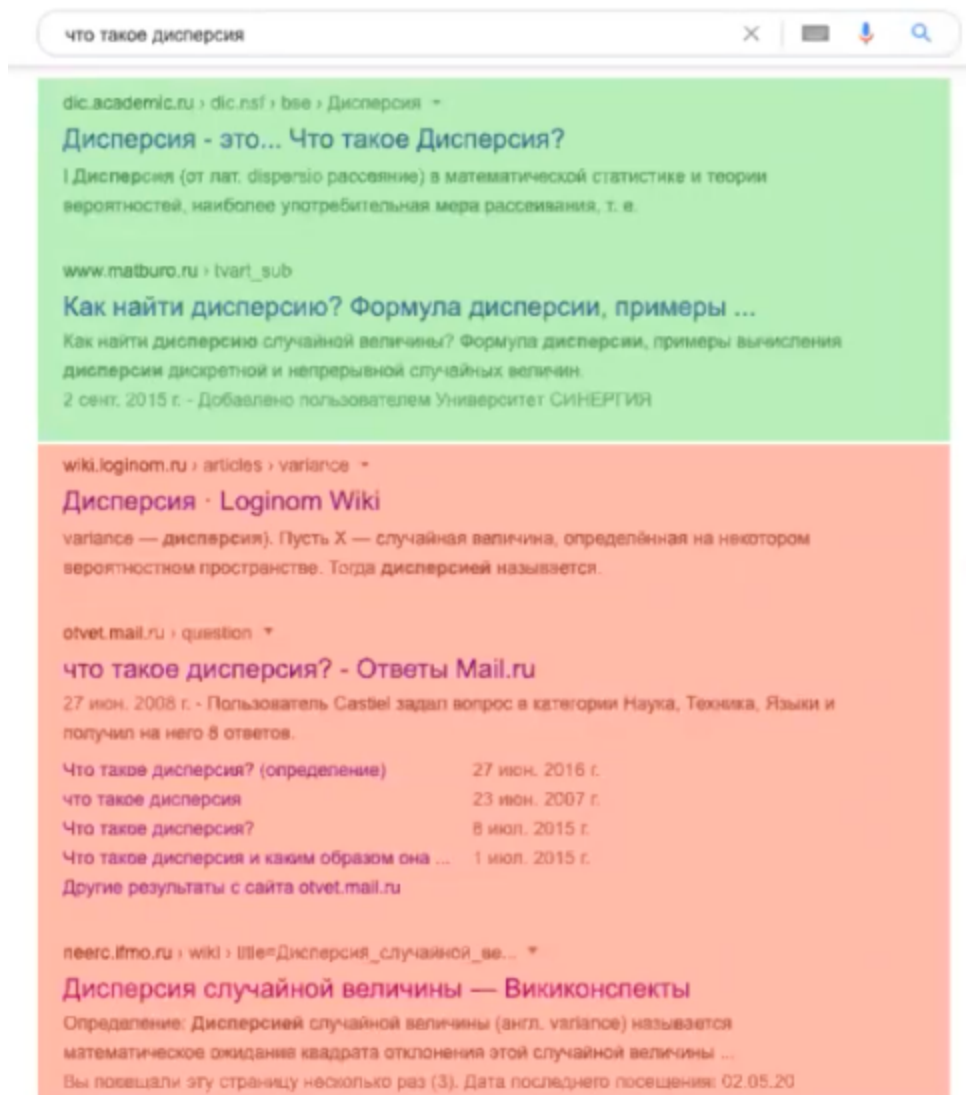 что такое дисперсия
dic.academic.ru › dic.nsf › bse › Дисперсия
Дисперсия - это... Что такое Дисперсия?
I Дисперсия (от лат. dispersio рассеяние) в математической статистике и теории
вероятностей, наиболее употребительная мера рассеивания, т. е.
www.matburo.ru › tvart_sub
Как найти дисперсию? Формула дисперсии, примеры ...
Как найти дисперсию случайной величины? Формула дисперсии, примеры вычисления
дисперсии дискретной и непрерывной случайных величин.
2 сент. 2015 г. - Добавлено пользователем Университет СИНЕРГИЯ
wiki.loginom.ru › articles › variance
Дисперсия · Loginom Wiki
variance — дисперсия). Пусть X — случайная величина, определённая на некотором
вероятностном пространстве. Тогда дисперсией называется.
otvet.mail.ru › question
что такое дисперсия? - Ответы Mail.ru
27 июн. 2008 г. - Пользователь Castiel задал вопрос в категории Наука, Техника, Языки и
получил на него 8 ответов.
Что такое дисперсия? (определение) 27 июн. 2016 г.
что такое дисперсия 23 июн. 2007 г.
Что такое дисперсия? 8 июл. 2015 г.
Что такое дисперсия и каким образом она ... 1 июл. 2015 г.
Другие результаты с сайта otvet.mail.ru
neerc.ifmo.ru › wiki › title=Дисперсия_случайной_ве...
Дисперсия случайной величины — Викиконспекты
Определение: Дисперсией случайной величины (англ. variance) называется
математическое ожидание квадрата отклонения этой случайной величины ...
Вы посещали эту страницу несколько раз (3). Дата последнего посещения: 02.05.20